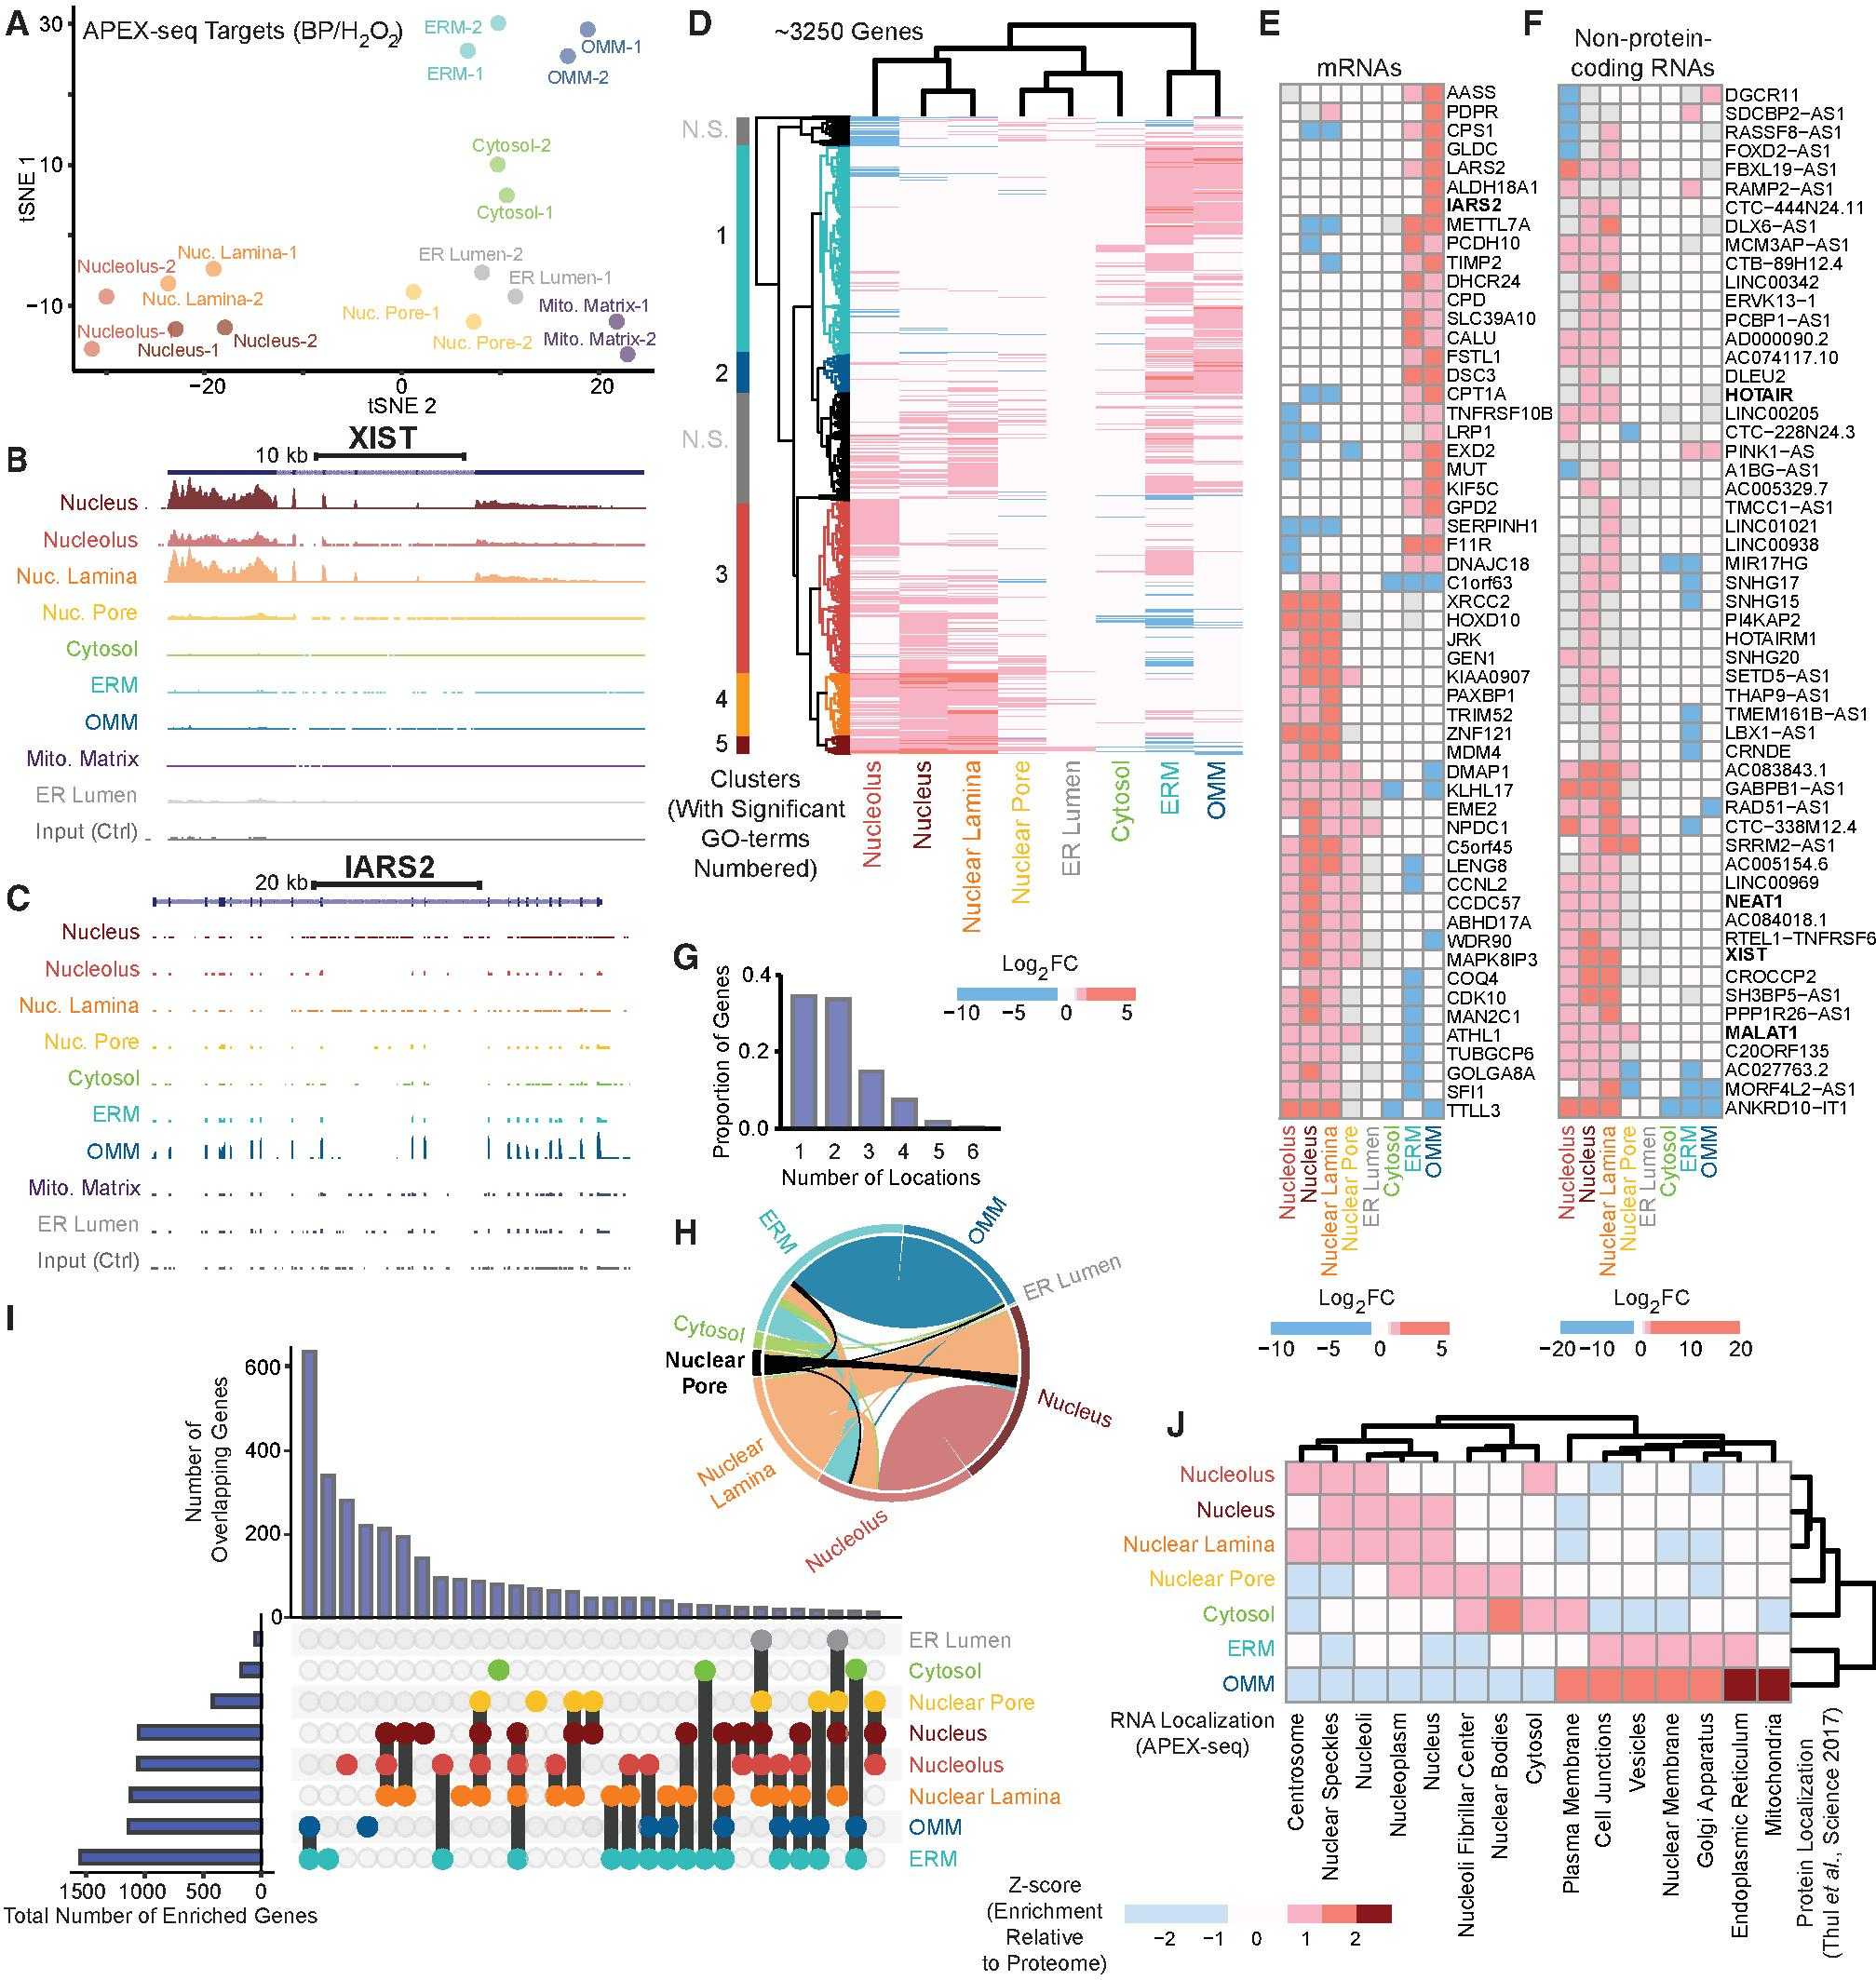 A
APEX-seq Targets (BP/H2O2)
30
10
−10
tSNE 1
−20
0
20
tSNE 2
ERM-2
ERM-1
OMM-1
OMM-2
Cytosol-2
Cytosol-1
Nuc. Lamina-1
Nucleolus-2
Nuc. Lamina-2
Nucleolus-1
Nucleus-1
Nucleus-2
ER Lumen-2
ER Lumen-1
Nuc. Pore-1
Nuc. Pore-2
Mito. Matrix-1
Mito. Matrix-2
B
XIST
10 kb
Nucleus
Nucleolus
Nuc. Lamina
Nuc. Pore
Cytosol
ERM
OMM
Mito. Matrix
ER Lumen
Input (Ctrl)
C
IARS2
20 kb
Nucleus
Nucleolus
Nuc. Lamina
Nuc. Pore
Cytosol
ERM
OMM
Mito. Matrix
ER Lumen
Input (Ctrl)
D
~3250 Genes
N.S.
1
2
N.S.
3
4
5
Clusters
(With Significant
GO-terms
Numbered)
Nucleolus
Nucleus
Nuclear Lamina
Nuclear Pore
ER Lumen
Cytosol
ERM
OMM
Log2FC
−10
−5
0
5
E
mRNAs
AASS
PDPR
CPS1
GLDC
LARS2
ALDH18A1
IARS2
METTL7A
PCDH10
TIMP2
DHCR24
CPD
SLC39A10
CALU
FSTL1
DSC3
CPT1A
TNFRSF10B
LRP1
EXD2
MUT
KIF5C
GPD2
SERPINH1
F11R
DNAJC18
C1orf63
XRCC2
HOXD10
JRK
GEN1
KIAA0907
PAXBP1
TRIM52
ZNF121
MDM4
DMAP1
KLHL17
EME2
NPDC1
C5orf45
LENG8
CCNL2
CCDC57
ABHD17A
WDR90
MAPK8IP3
COQ4
CDK10
MAN2C1
ATHL1
TUBGCP6
GOLGA8A
SFI1
TTLL3
Nucleolus
Nucleus
Nuclear Lamina
Nuclear Pore
ER Lumen
Cytosol
ERM
OMM
Log2FC
−10
−5
0
5
F
Non-protein-
coding RNAs
DGCR11
SDCBP2−AS1
RASSF8−AS1
FOXD2−AS1
FBXL19−AS1
RAMP2−AS1
CTC−444N24.11
DLX6−AS1
MCM3AP−AS1
CTB−89H12.4
LINC00342
ERVK13−1
PCBP1−AS1
AD000090.2
AC074117.10
DLEU2
HOTAIR
LINC00205
CTC−228N24.3
PINK1−AS
A1BG−AS1
AC005329.7
TMCC1−AS1
LINC01021
LINC00938
MIR17HG
SNHG17
SNHG15
PI4KAP2
HOTAIRM1
SNHG20
SETD5−AS1
THAP9−AS1
TMEM161B−AS1
LBX1−AS1
CRNDE
AC083843.1
GABPB1−AS1
RAD51−AS1
CTC−338M12.4
SRRM2−AS1
AC005154.6
LINC00969
NEAT1
AC084018.1
RTEL1−TNFRSF6
XIST
CROCCP2
SH3BP5−AS1
PPP1R26−AS1
MALAT1
C20ORF135
AC027763.2
MORF4L2−AS1
ANKRD10−IT1
Nucleolus
Nucleus
Nuclear Lamina
Nuclear Pore
ER Lumen
Cytosol
ERM
OMM
Log2FC
−20
−10
0
10
20
G
Proportion of Genes
0.4
0.2
0.0
1 2 3 4 5 6
Number of Locations
H
ERM
OMM
ER Lumen
Cytosol
Nuclear
Pore
Nucleus
Nuclear
Lamina
Nucleolus
I
Number of
Overlapping Genes
600
400
200
0
ER Lumen
Cytosol
Nuclear Pore
Nucleus
Nucleolus
Nuclear Lamina
OMM
ERM
1500 1000 500 0
Total Number of Enriched Genes
J
Nucleolus
Nucleus
Nuclear Lamina
Nuclear Pore
Cytosol
ERM
OMM
RNA Localization
(APEX-seq)
Centrosome
Nuclear Speckles
Nucleoli
Nucleoplasm
Nucleus
Nucleoli Fibrillar Center
Nuclear Bodies
Cytosol
Plasma Membrane
Cell Junctions
Vesicles
Nuclear Membrane
Golgi Apparatus
Endoplasmic Reticulum
Mitochondria
Protein Localization
(Thul et al., Science 2017)
Z-score
(Enrichment
Relative
to Proteome)
−2
−1
0
1
2